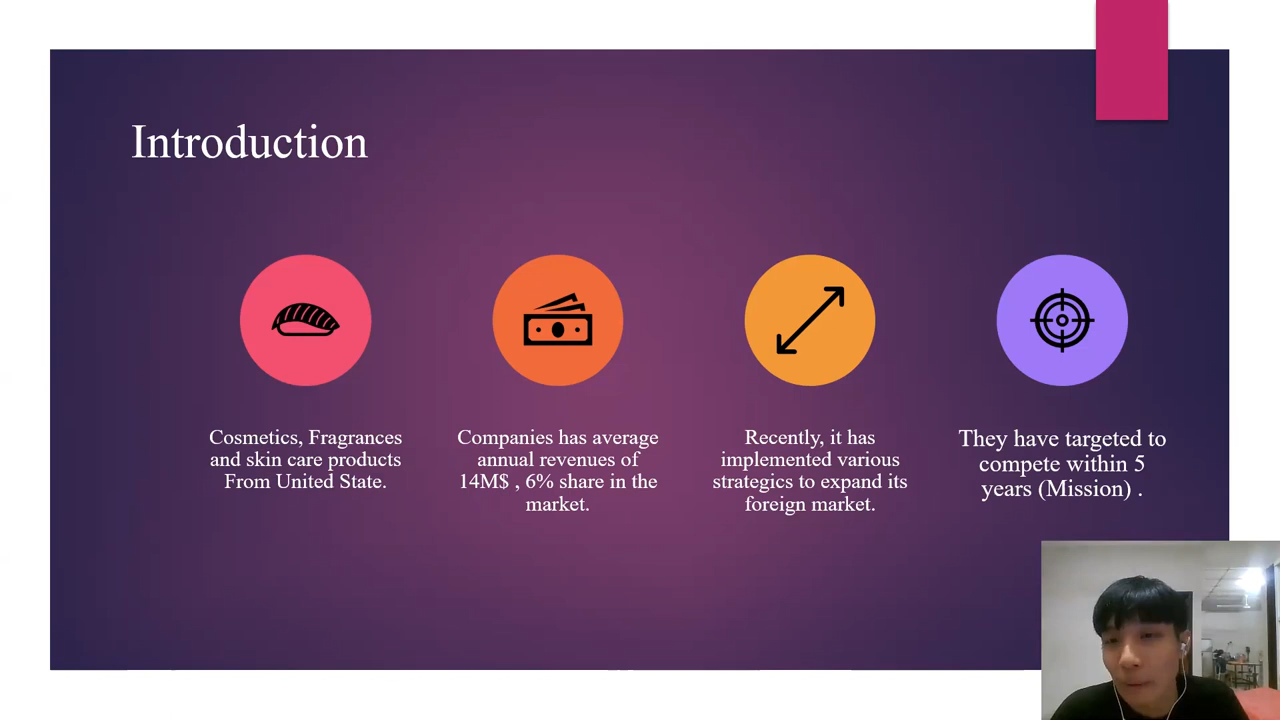 Introduction
Cosmetics, Fragrances
and skin care products
From United State.
Companies has average
annual revenues of
14M$ , 6% share in the
market.
Recently, it has
implemented various
strategics to expand its
foreign market.
They have targeted to
compete within 5
years (Mission) .